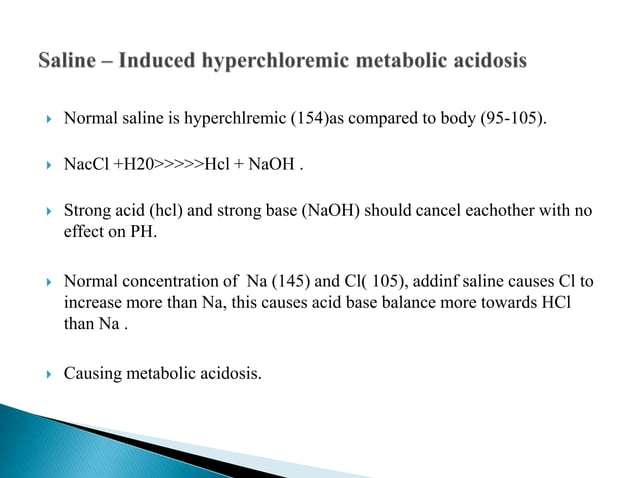 Saline – Induced hyperchloremic metabolic acidosis
Normal saline is hyperchlremic (154)as compared to body (95-105).
NacCl +H20>>>>>Hcl + NaOH .
Strong acid (hcl) and strong base (NaOH) should cancel eachother with no
effect on PH.
Normal concentration of  Na (145) and Cl( 105), addinf saline causes Cl to
increase more than Na, this causes acid base balance more towards HCl
than Na .
Causing metabolic acidosis.